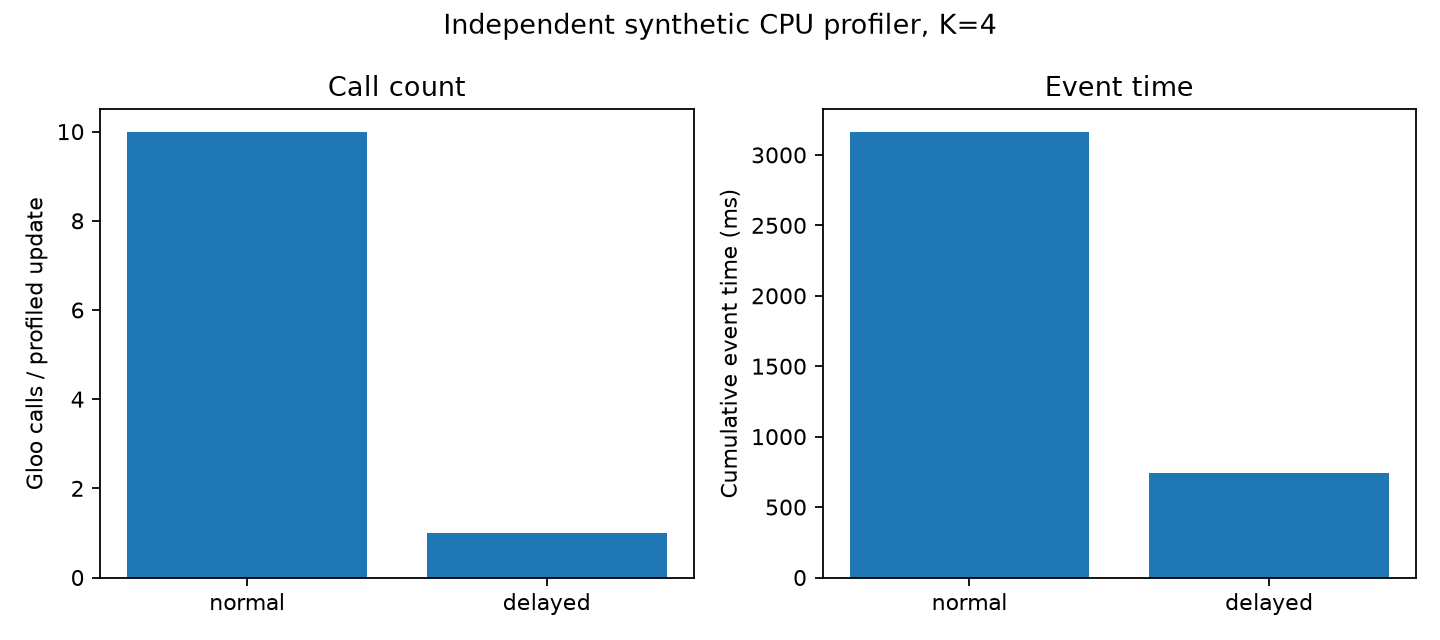 Independent synthetic CPU profiler, K=4
Call count
Gloo calls / profiled update
10
8
6
4
2
0
normal
delayed
Event time
Cumulative event time (ms)
3000
2500
2000
1500
1000
500
0
normal
delayed